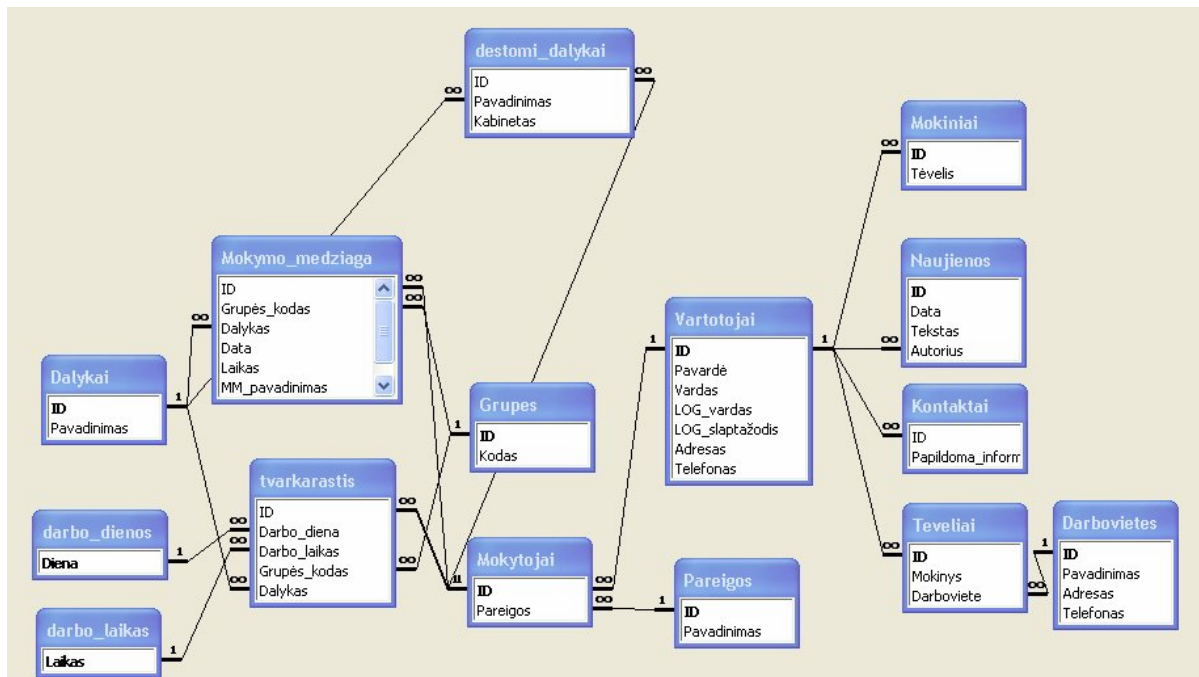 destomi_dalykai
ID
Pavadinimas
Kabinetas
Mokiniai
ID
Tėvelis
Mokymo_medziaga
ID
Grupės_kodas
Dalykas
Data
Laikas
MM_pavadinimas
Naujienos
ID
Data
Tekstas
Autorius
Vartotojai
ID
Pavardė
Vardas
LOG_vardas
LOG_slaptažodis
Adresas
Telefonas
Dalykai
ID
Pavadinimas
Grupes
ID
Kodas
Kontaktai
ID
Papildoma_inform
tvarkarastis
ID
Darbo_diena
Darbo_laikas
Grupės_kodas
Dalykas
darbo_dienos
Diena
darbo_laikas
Laikas
Mokytojai
ID
Pareigos
Pareigos
ID
Pavadinimas
Teveliai
ID
Mokinys
Darboviete
Darbovietes
ID
Pavadinimas
Adresas
Telefonas